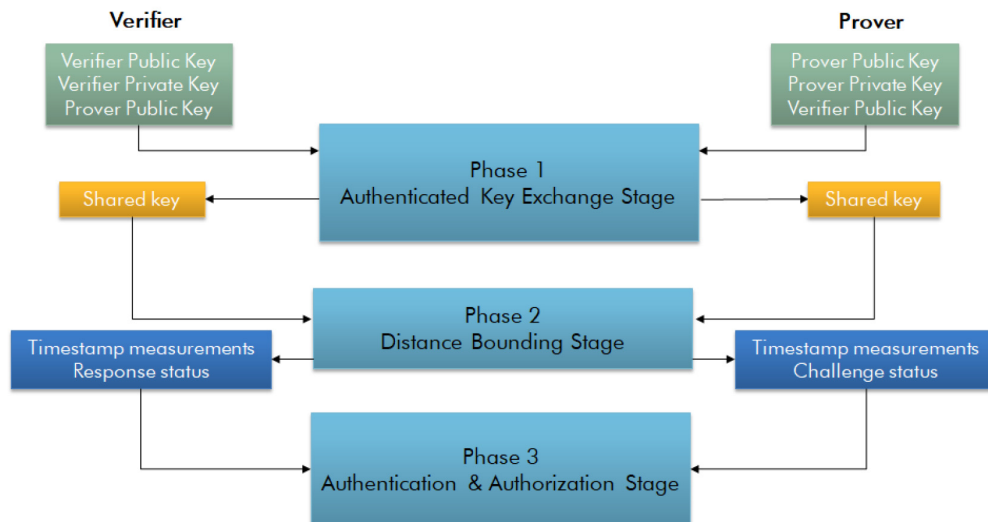 Verifier
Prover
Verifier Public Key
Verifier Private Key
Prover Public Key
Prover Public Key
Prover Private Key
Verifier Public Key
Phase 1
Authenticated Key Exchange Stage
Shared key
Shared key
Phase 2
Distance Bounding Stage
Timestamp measurements
Response status
Timestamp measurements
Challenge status
Phase 3
Authentication & Authorization Stage